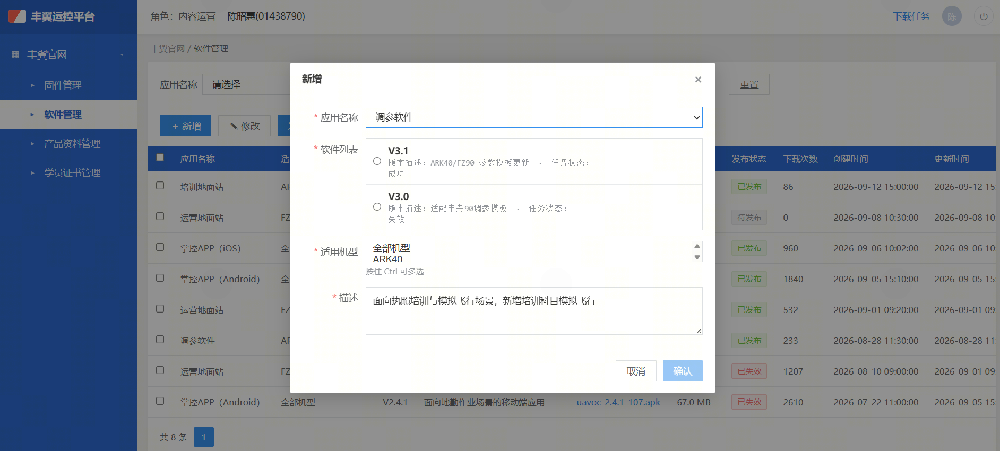 丰翼运控平台
角色：内容运营 陈昭惠(01438790)
下载任务 陈
丰翼官网
固件管理
软件管理
产品资料管理
学员证书管理
丰翼官网 / 软件管理
应用名称 请选择
重置
+ 新增 修改
应用名称
发布状态 下载次数 创建时间 更新时间
培训地面站 已发布 86 2026-09-12 15:00:00 2026-09-12 15:
运营地面站 FZ 待发布 0 2026-09-08 10:30:00 2026-09-08 10:
掌控APP（iOS） 已发布 960 2026-09-06 10:02:00 2026-09-06 10:
掌控APP（Android） 已发布 1840 2026-09-05 15:10:00 2026-09-05 15:
运营地面站 FZ 已发布 532 2026-09-01 09:20:00 2026-09-01 09:
调参软件 已发布 233 2026-08-28 11:30:00 2026-08-28 11:
运营地面站 FZ 已失效 1207 2026-08-10 09:00:00 2026-09-01 09:
掌控APP（Android） 全部机型 V2.4.1 面向地勤作业场景的移动端应用 uavoc_2.4.1_107.apk 67.0 MB 已失效 2610 2026-07-22 11:00:00 2026-09-05 15:
共 8 条 1
新增 ×
* 应用名称 调参软件
* 软件列表
V3.1
版本描述：ARK40/FZ90 参数模板更新 · 任务状态：
成功
V3.0
版本描述：适配丰舟90调参模板 · 任务状态：
失效
* 适用机型
全部机型
ARK40
按住 Ctrl 可多选
* 描述
面向执照培训与模拟飞行场景，新增培训科目模拟飞行
取消 确认